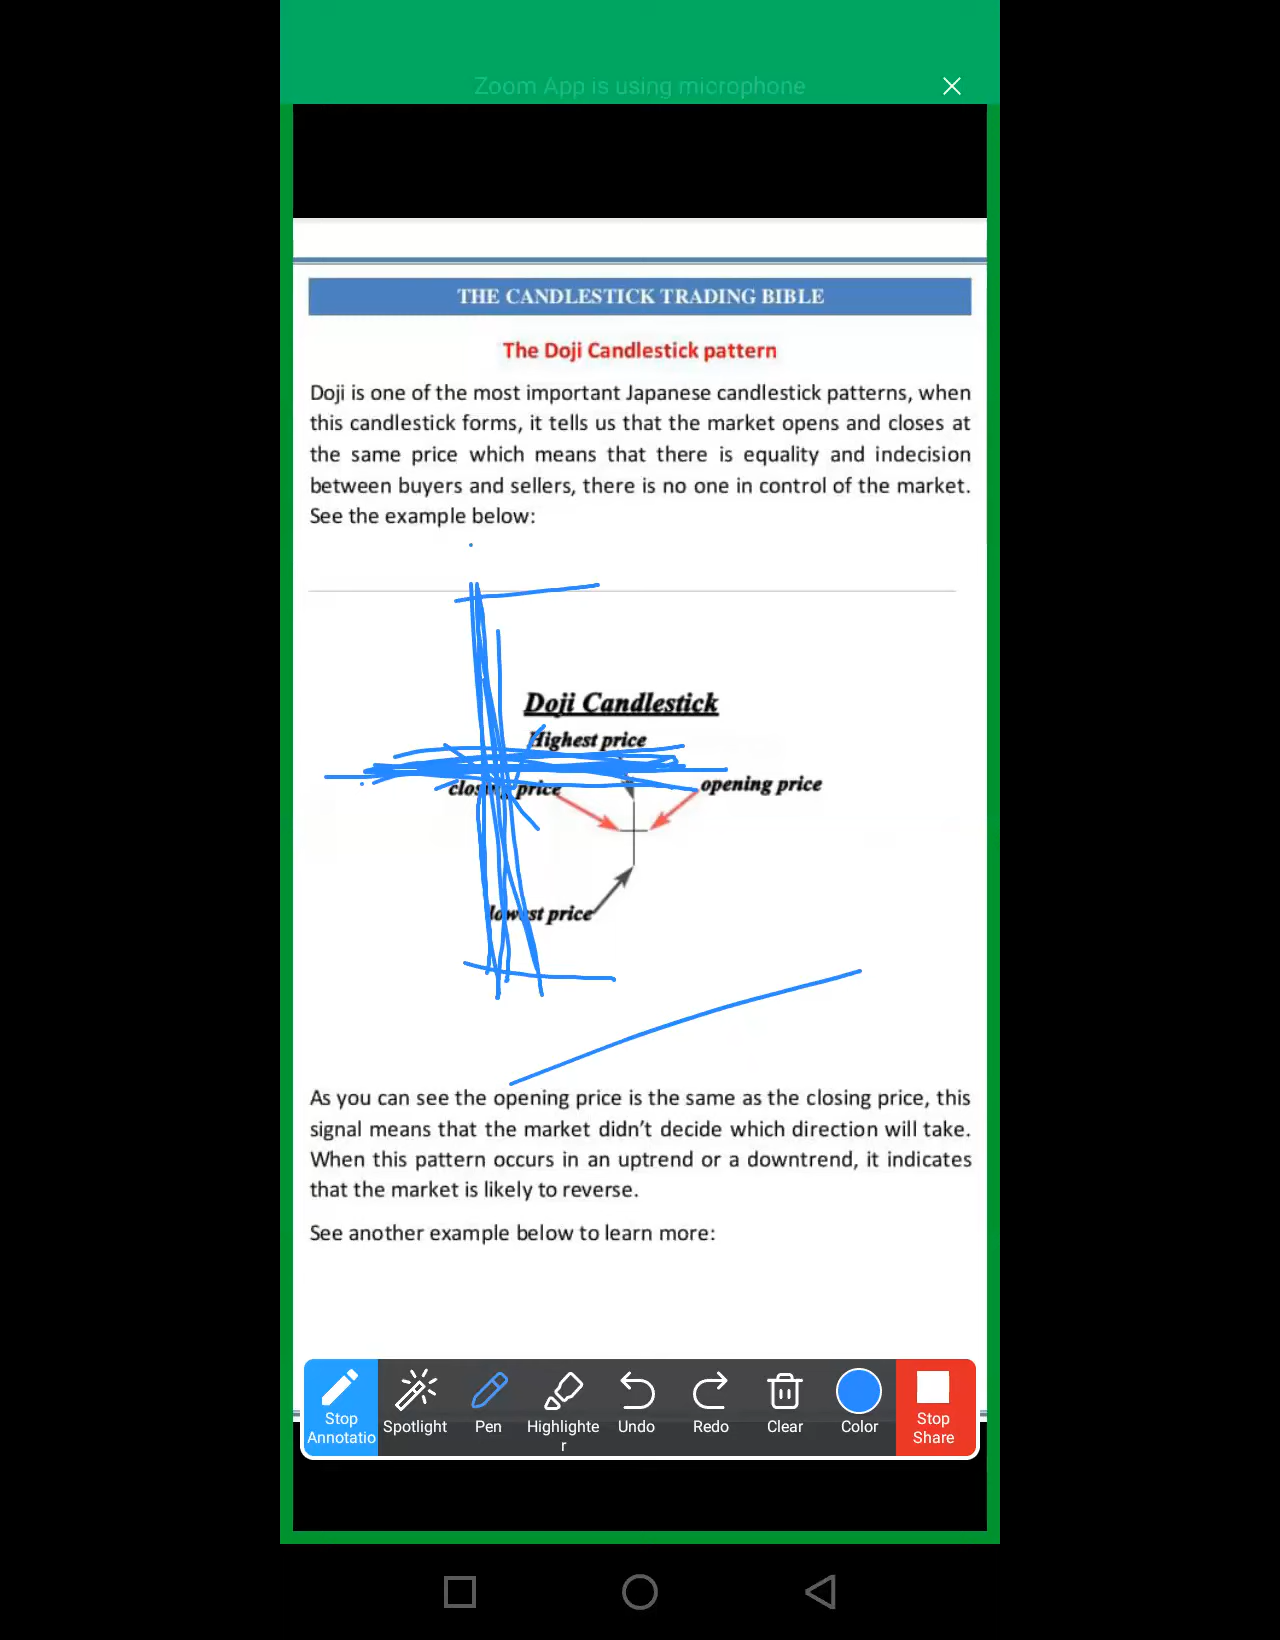 Zoom App is using microphone
THE CANDLESTICK TRADING BIBLE
The Doji Candlestick pattern
Doji is one of the most important Japanese candlestick patterns, when
this candlestick forms, it tells us that the market opens and closes at
the same price which means that there is equality and indecision
between buyers and sellers, there is no one in control of the market.
See the example below:
Doji Candlestick
Highest price
closing price
opening price
lowest price
As you can see the opening price is the same as the closing price, this
signal means that the market didn't decide which direction will take.
When this pattern occurs in an uptrend or a downtrend, it indicates
that the market is likely to reverse.
See another example below to learn more:
Stop
Annotatio
Spotlight
Pen
Highlighte
r
Undo
Redo
Clear
Color
Stop
Share